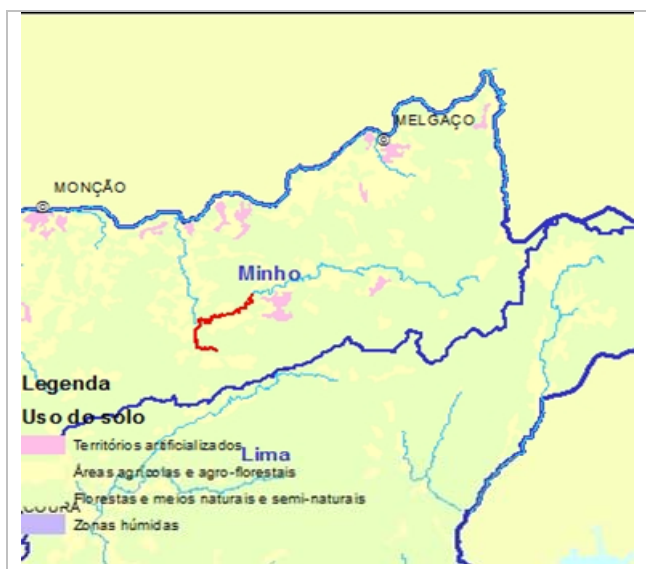 MELGAÇO
MONÇÃO
Minho
Legenda
Uso do solo
Territórios artificializados
Lima
Áreas agrícolas e agro-florestais
Florestas e meios naturais e semi-naturais
COURA
Zonas húmidas